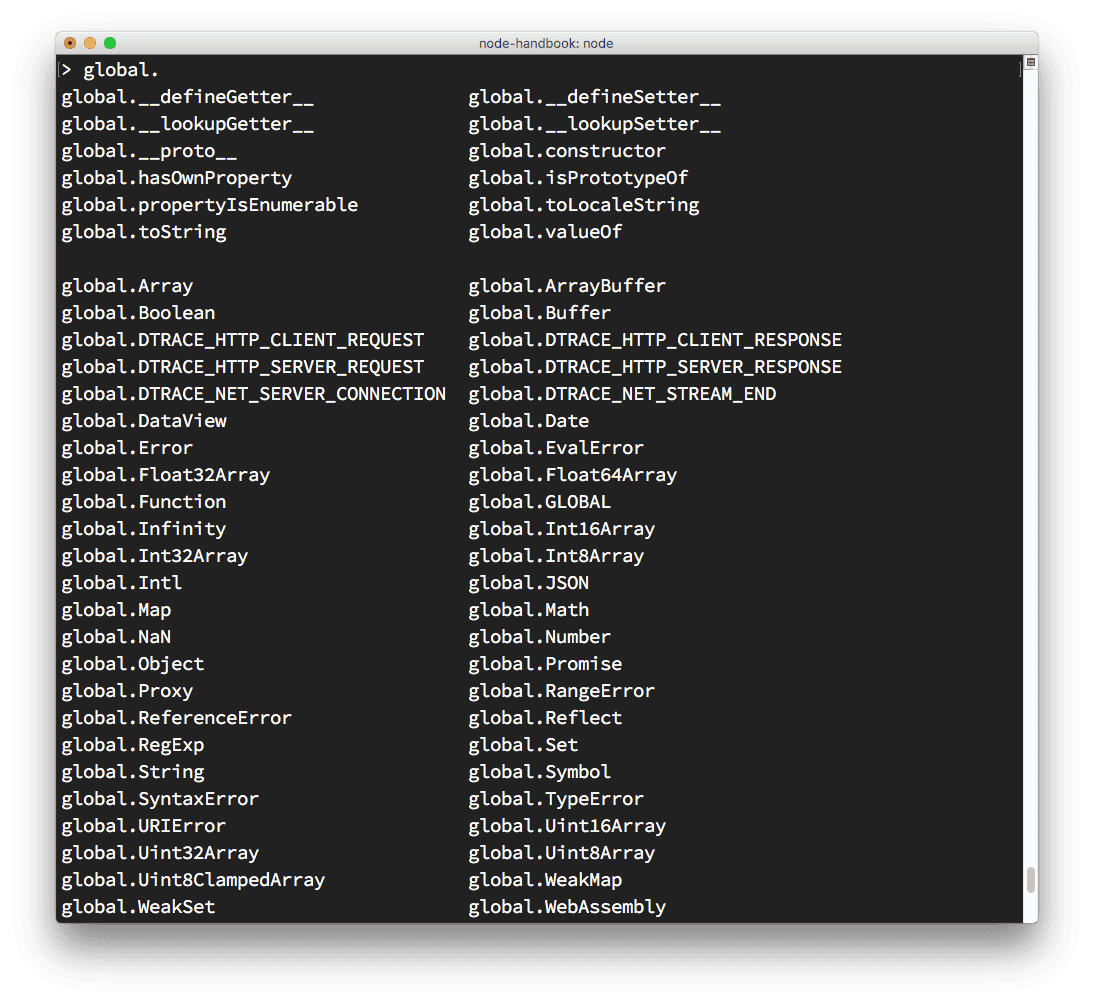 node-handbook: node
> global.
global.__defineGetter__ global.__defineSetter__
global.__lookupGetter__ global.__lookupSetter__
global.__proto__ global.constructor
global.hasOwnProperty global.isPrototypeOf
global.propertyIsEnumerable global.toLocaleString
global.toString global.valueOf
global.Array global.ArrayBuffer
global.Boolean global.Buffer
global.DTRACE_HTTP_CLIENT_REQUEST global.DTRACE_HTTP_CLIENT_RESPONSE
global.DTRACE_HTTP_SERVER_REQUEST global.DTRACE_HTTP_SERVER_RESPONSE
global.DTRACE_NET_SERVER_CONNECTION global.DTRACE_NET_STREAM_END
global.DataView global.Date
global.Error global.EvalError
global.Float32Array global.Float64Array
global.Function global.GLOBAL
global.Infinity global.Int16Array
global.Int32Array global.Int8Array
global.Intl global.JSON
global.Map global.Math
global.NaN global.Number
global.Object global.Promise
global.Proxy global.RangeError
global.ReferenceError global.Reflect
global.RegExp global.Set
global.String global.Symbol
global.SyntaxError global.TypeError
global.URIError global.Uint16Array
global.Uint32Array global.Uint8Array
global.Uint8ClampedArray global.WeakMap
global.WeakSet global.WebAssembly